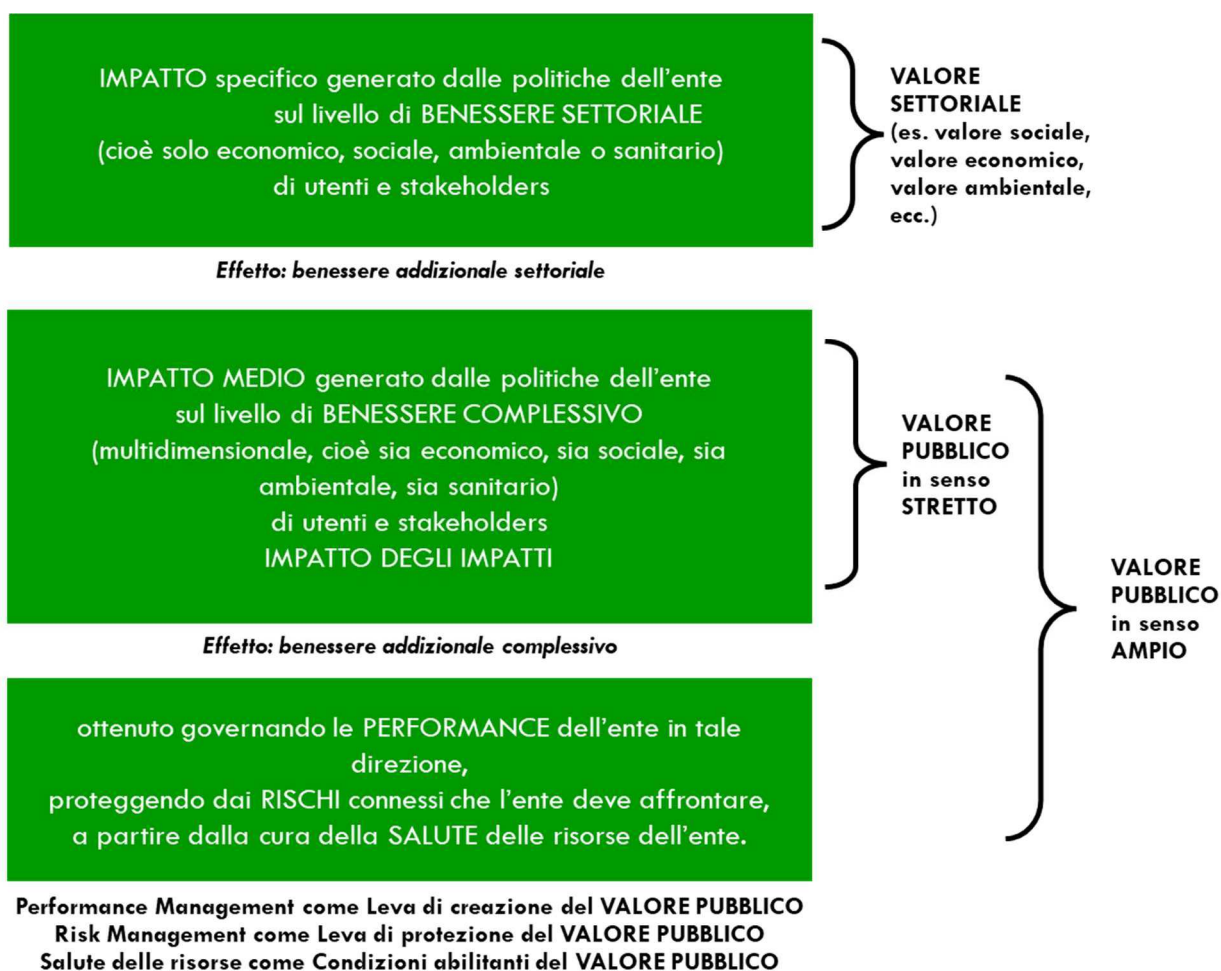 IMPATTO specifico generato dalle politiche dell'ente
sul livello di BENESSERE SETTORIALE
(cioè solo economico, sociale, ambientale o sanitario)
di utenti e stakeholders
VALORE
SETTORIALE
(es. valore sociale,
valore economico,
valore ambientale,
ecc.)
Effetto: benessere addizionale settoriale
IMPATTO MEDIO generato dalle politiche dell'ente
sul livello di BENESSERE COMPLESSIVO
(multidimensionale, cioè sia economico, sia sociale, sia
ambientale, sia sanitario)
di utenti e stakeholders
IMPATTO DEGLI IMPATTI
VALORE
PUBBLICO
in senso
STRETTO
VALORE
PUBBLICO
in senso
AMPIO
Effetto: benessere addizionale complessivo
ottenuto governando le PERFORMANCE dell'ente in tale
direzione,
proteggendo dai RISCHI connessi che l'ente deve affrontare,
a partire dalla cura della SALUTE delle risorse dell'ente.
Performance Management come Leva di creazione del VALORE PUBBLICO
Risk Management come Leva di protezione del VALORE PUBBLICO
Salute delle risorse come Condizioni abilitanti del VALORE PUBBLICO